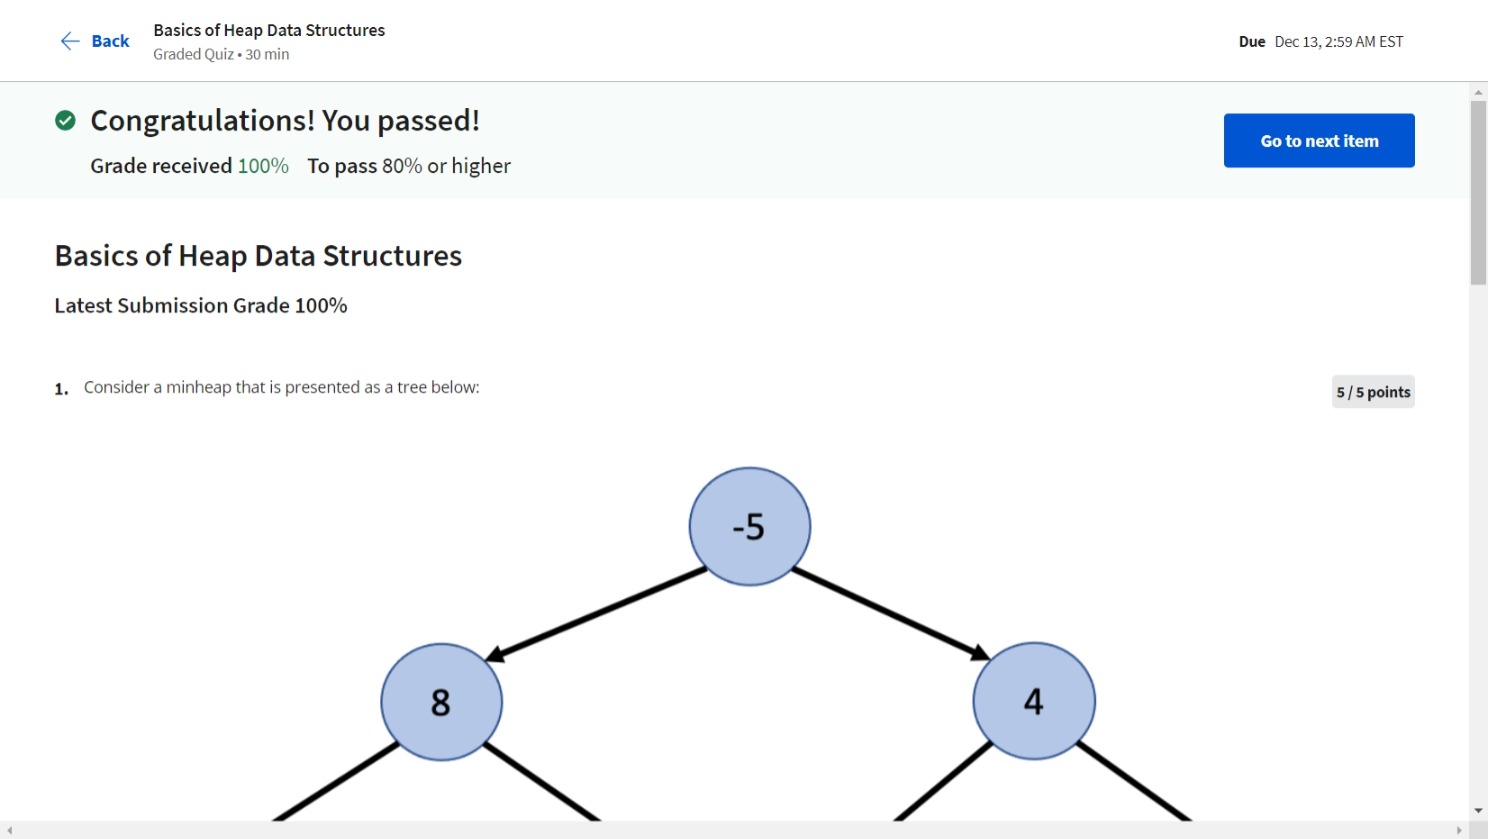 Back
Basics of Heap Data Structures
Graded Quiz • 30 min
Due Dec 13, 2:59 AM EST
Congratulations! You passed!
Grade received 100% To pass 80% or higher
Go to next item
Basics of Heap Data Structures
Latest Submission Grade 100%
1. Consider a minheap that is presented as a tree below:
5 / 5 points
-5
8
4